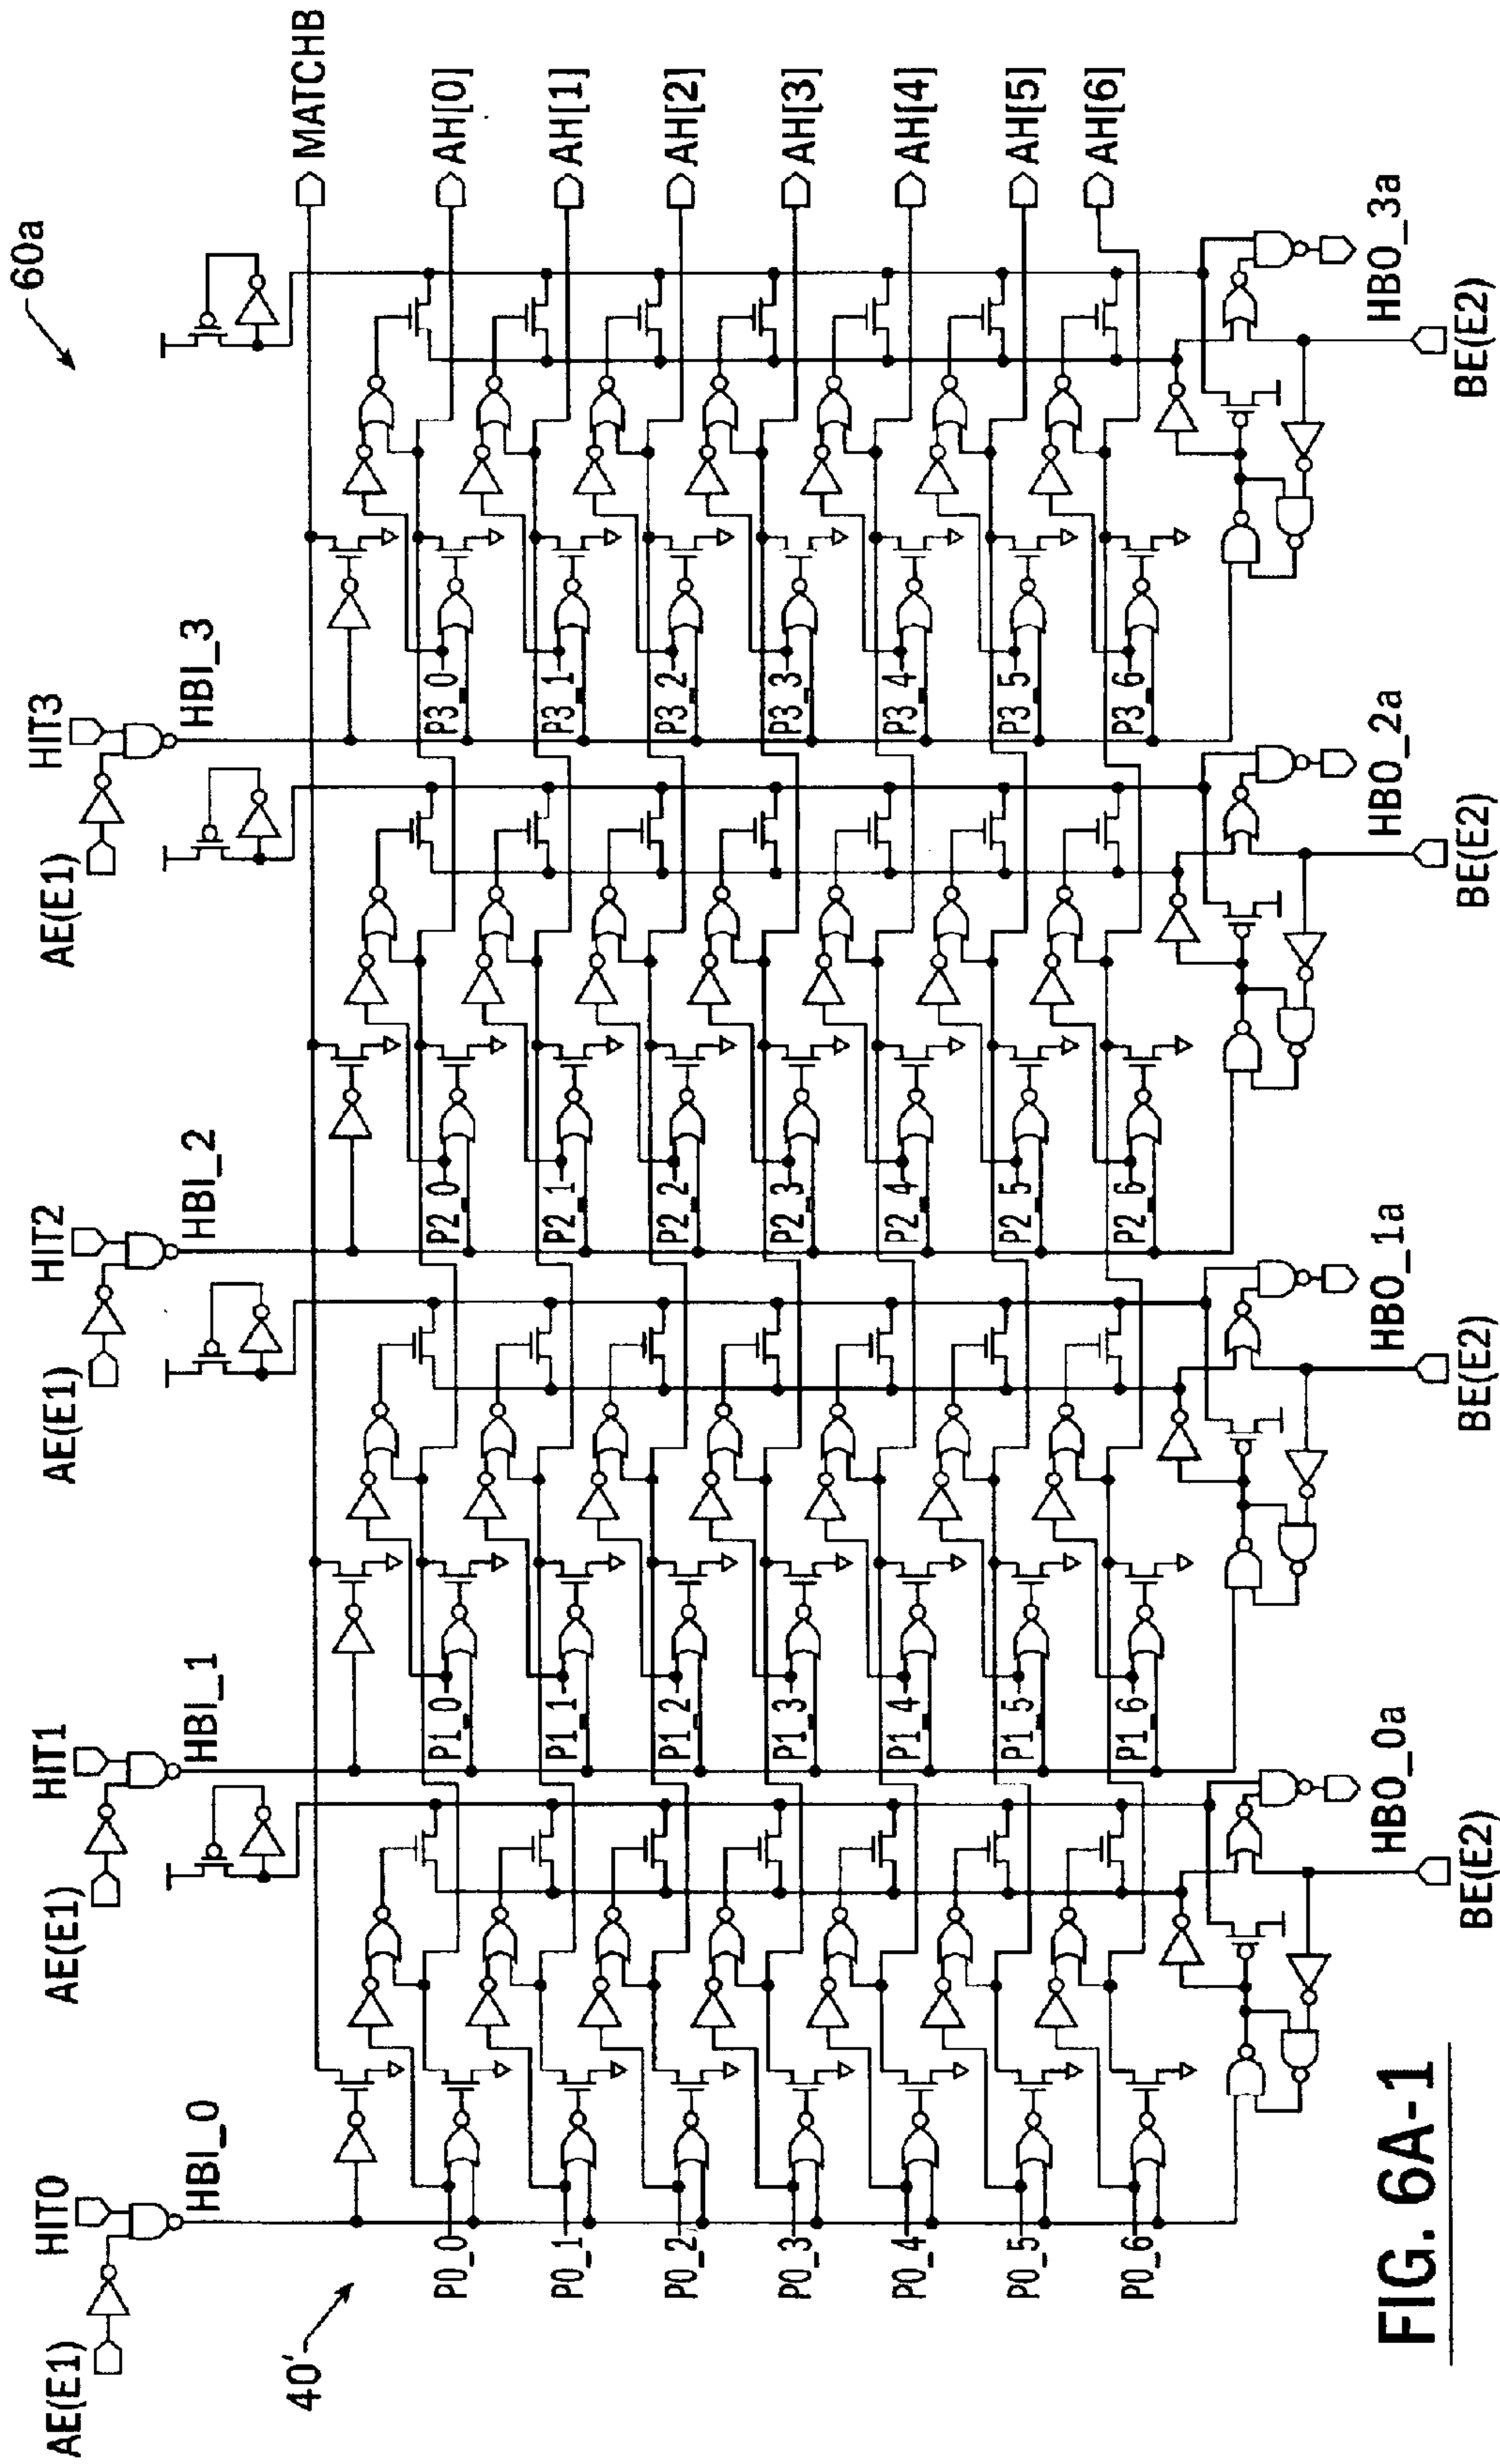 60a
MATCHB
AH[0]
AH[1]
AH[2]
AH[3]
AH[4]
AH[5]
AH[6]
HIT3
AE(E1)
HBI_3
P3_0
P3_1
P3_2
P3_3
P3_4
P3_5
P3_6
HBO_3a
BE(E2)
HIT2
AE(E1)
HBI_2
P2_0
P2_1
P2_2
P2_3
P2_4
P2_5
P2_6
HBO_2a
BE(E2)
HIT1
AE(E1)
HBI_1
P1_0
P1_1
P1_2
P1_3
P1_4
P1_5
P1_6
HBO_1a
BE(E2)
HIT0
AE(E1)
HBI_0
P0_0
P0_1
P0_2
P0_3
P0_4
P0_5
P0_6
HBO_0a
BE(E2)
40'
FIG. 6A-1